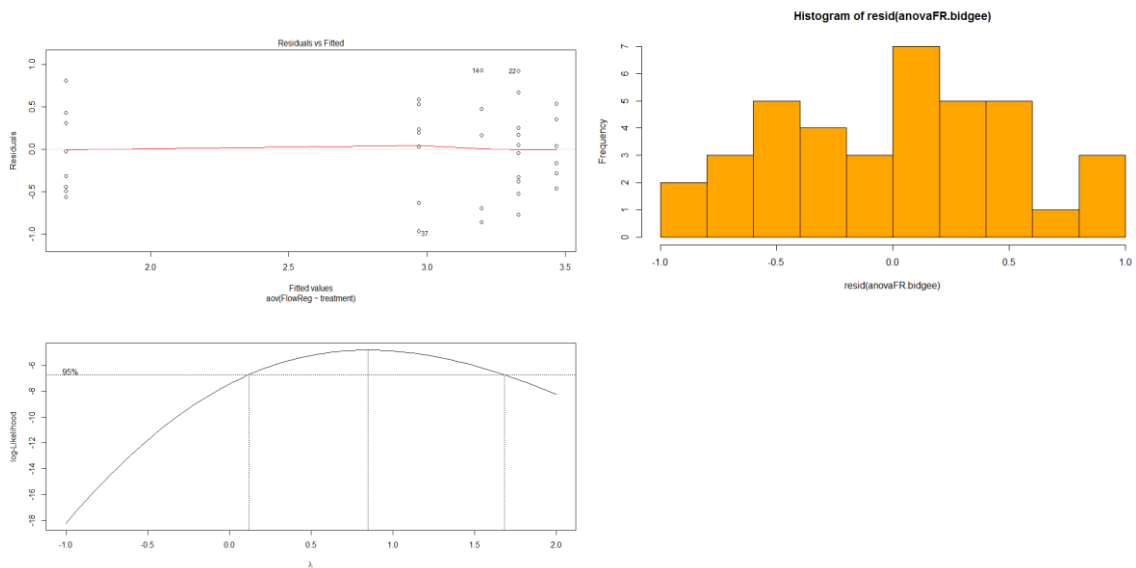 Residuals vs Fitted
1.0
0.5
0.0
-0.5
-1.0
Residuals
14
22
37
2.0 2.5 3.0 3.5
Fitted values
aov(FlowReg ~ treatment)
Histogram of resid(anovaFR.bidgee)
7
6
5
4
3
2
1
0
Frequency
-1.0 -0.5 0.0 0.5 1.0
resid(anovaFR.bidgee)
95%
-6
-8
-10
-12
-14
-16
-18
log-Likelihood
-1.0 -0.5 0.0 0.5 1.0 1.5 2.0
λ